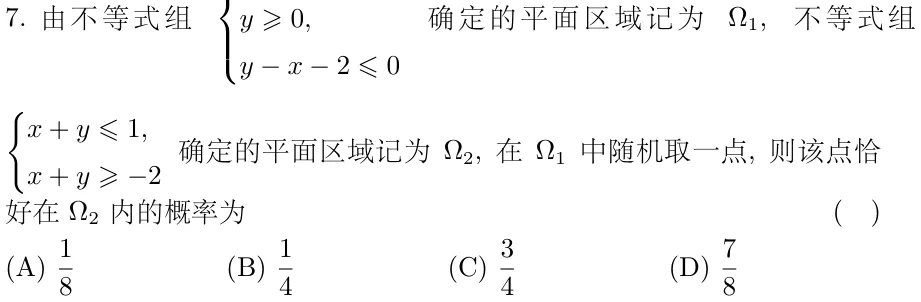 7. 由不等式组 { y ⩾ 0, y − x − 2 ⩽ 0 确定的平面区域记为 Ω₁, 不等式组
{ x + y ⩽ 1, x + y ⩾ −2 确定的平面区域记为 Ω₂, 在 Ω₁ 中随机取一点, 则该点恰
好在 Ω₂ 内的概率为 ( )
(A) 1/8 (B) 1/4 (C) 3/4 (D) 7/8